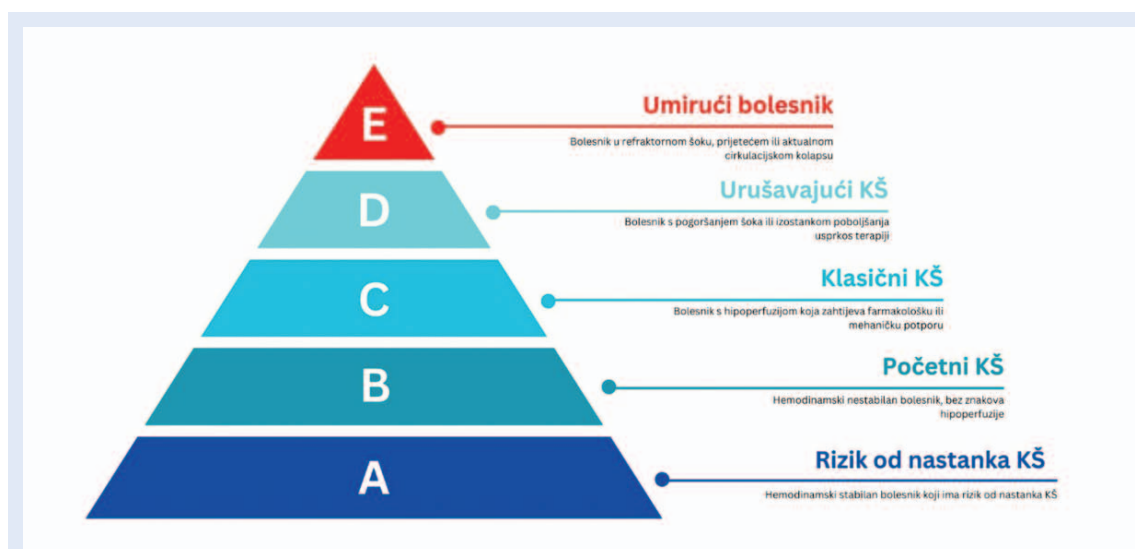 E
Umirući bolesnik
Bolesnik u refraktornom šoku, prijetećem ili aktualnom
cirkulacijskom kolapsu
D
Urušavajući KŠ
Bolesnik s pogoršanjem šoka ili izostankom poboljšanja
usprkos terapiji
C
Klasični KŠ
Bolesnik s hipoperfuzijom koja zahtijeva farmakološku ili
mehaničku potporu
B
Početni KŠ
Hemodinamski nestabilan bolesnik, bez znakova
hipoperfuzije
A
Rizik od nastanka KŠ
Hemodinamski stabilan bolesnik koji ima rizik od nastanka KŠ